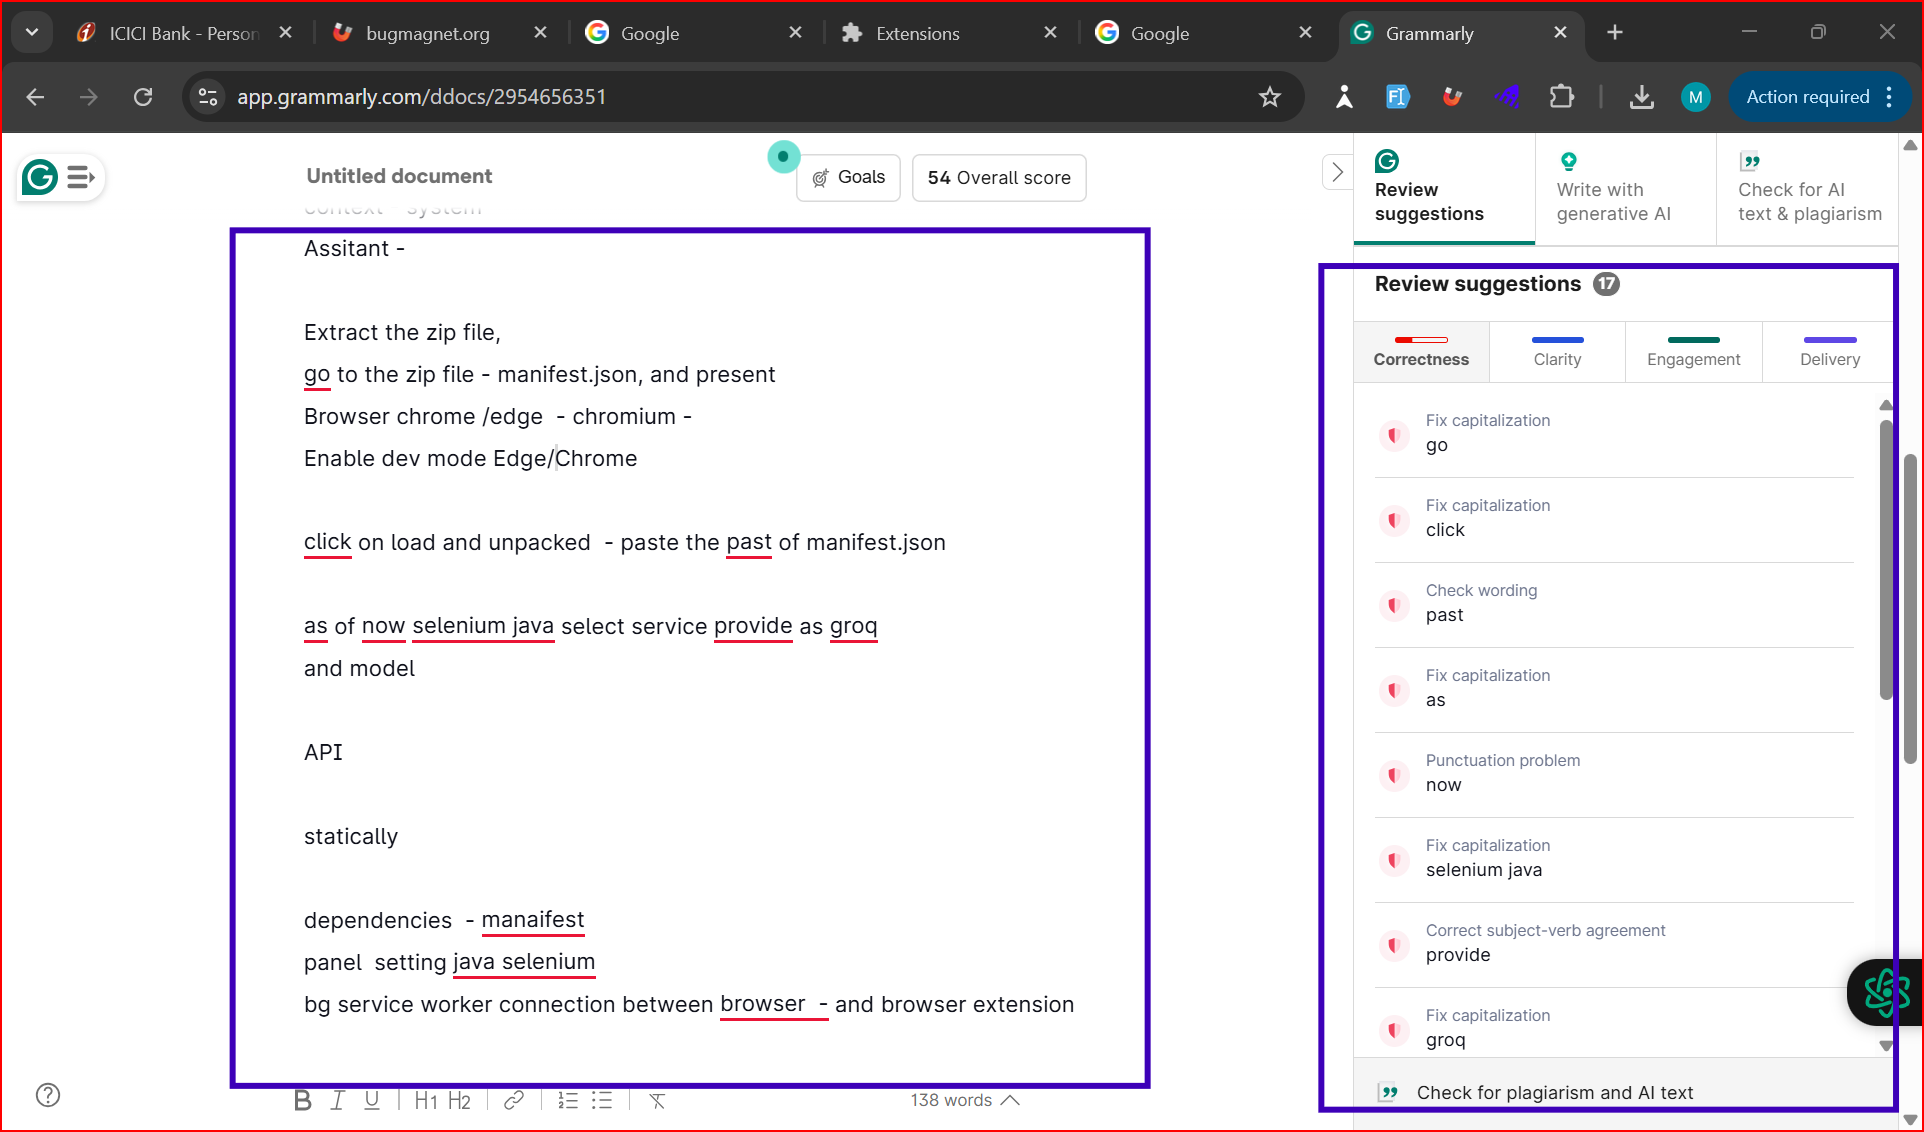 ICICI Bank - Person
bugmagnet.org
Google
Extensions
Google
Grammarly
app.grammarly.com/ddocs/2954656351
M
Action required
Untitled document
Goals
54 Overall score
context - system
Assitant -
Extract the zip file,
go to the zip file - manifest.json, and present
Browser chrome /edge  - chromium -
Enable dev mode Edge/Chrome
click on load and unpacked  - paste the past of manifest.json
as of now selenium java select service provide as groq
and model
API
statically
dependencies  - manaifest
panel  setting java selenium
bg service worker connection between browser  - and browser extension
B I U H1 H2
138 words
Review
suggestions
Write with
generative AI
Check for AI
text & plagiarism
Review suggestions 17
Correctness
Clarity
Engagement
Delivery
Fix capitalization
go
Fix capitalization
click
Check wording
past
Fix capitalization
as
Punctuation problem
now
Fix capitalization
selenium java
Correct subject-verb agreement
provide
Fix capitalization
groq
Check for plagiarism and AI text